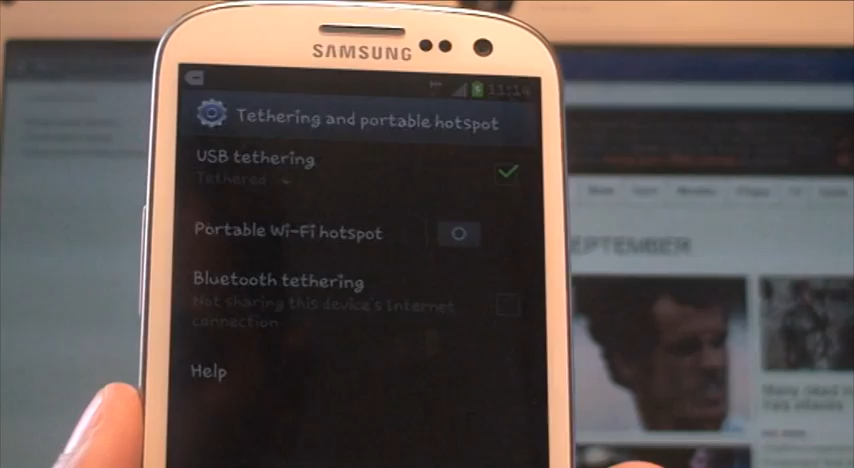 SAMSUNG
11:14
Tethering and portable hotspot
USB tethering
Tethered
Portable Wi-Fi hotspot
Bluetooth tethering
Not sharing this device's Internet
connection
Help
EPTEMBER